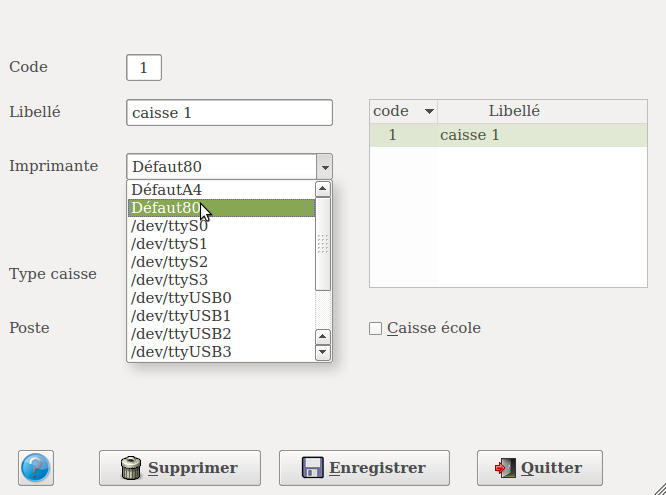 Code 1
Libellé caisse 1
code Libellé
1 caisse 1
Imprimante Défaut80
DéfautA4
Défaut80
/dev/ttyS0
/dev/ttyS1
/dev/ttyS2
/dev/ttyS3
/dev/ttyUSB0
/dev/ttyUSB1
/dev/ttyUSB2
/dev/ttyUSB3
Type caisse
Poste
Caisse école
? Supprimer Enregistrer Quitter